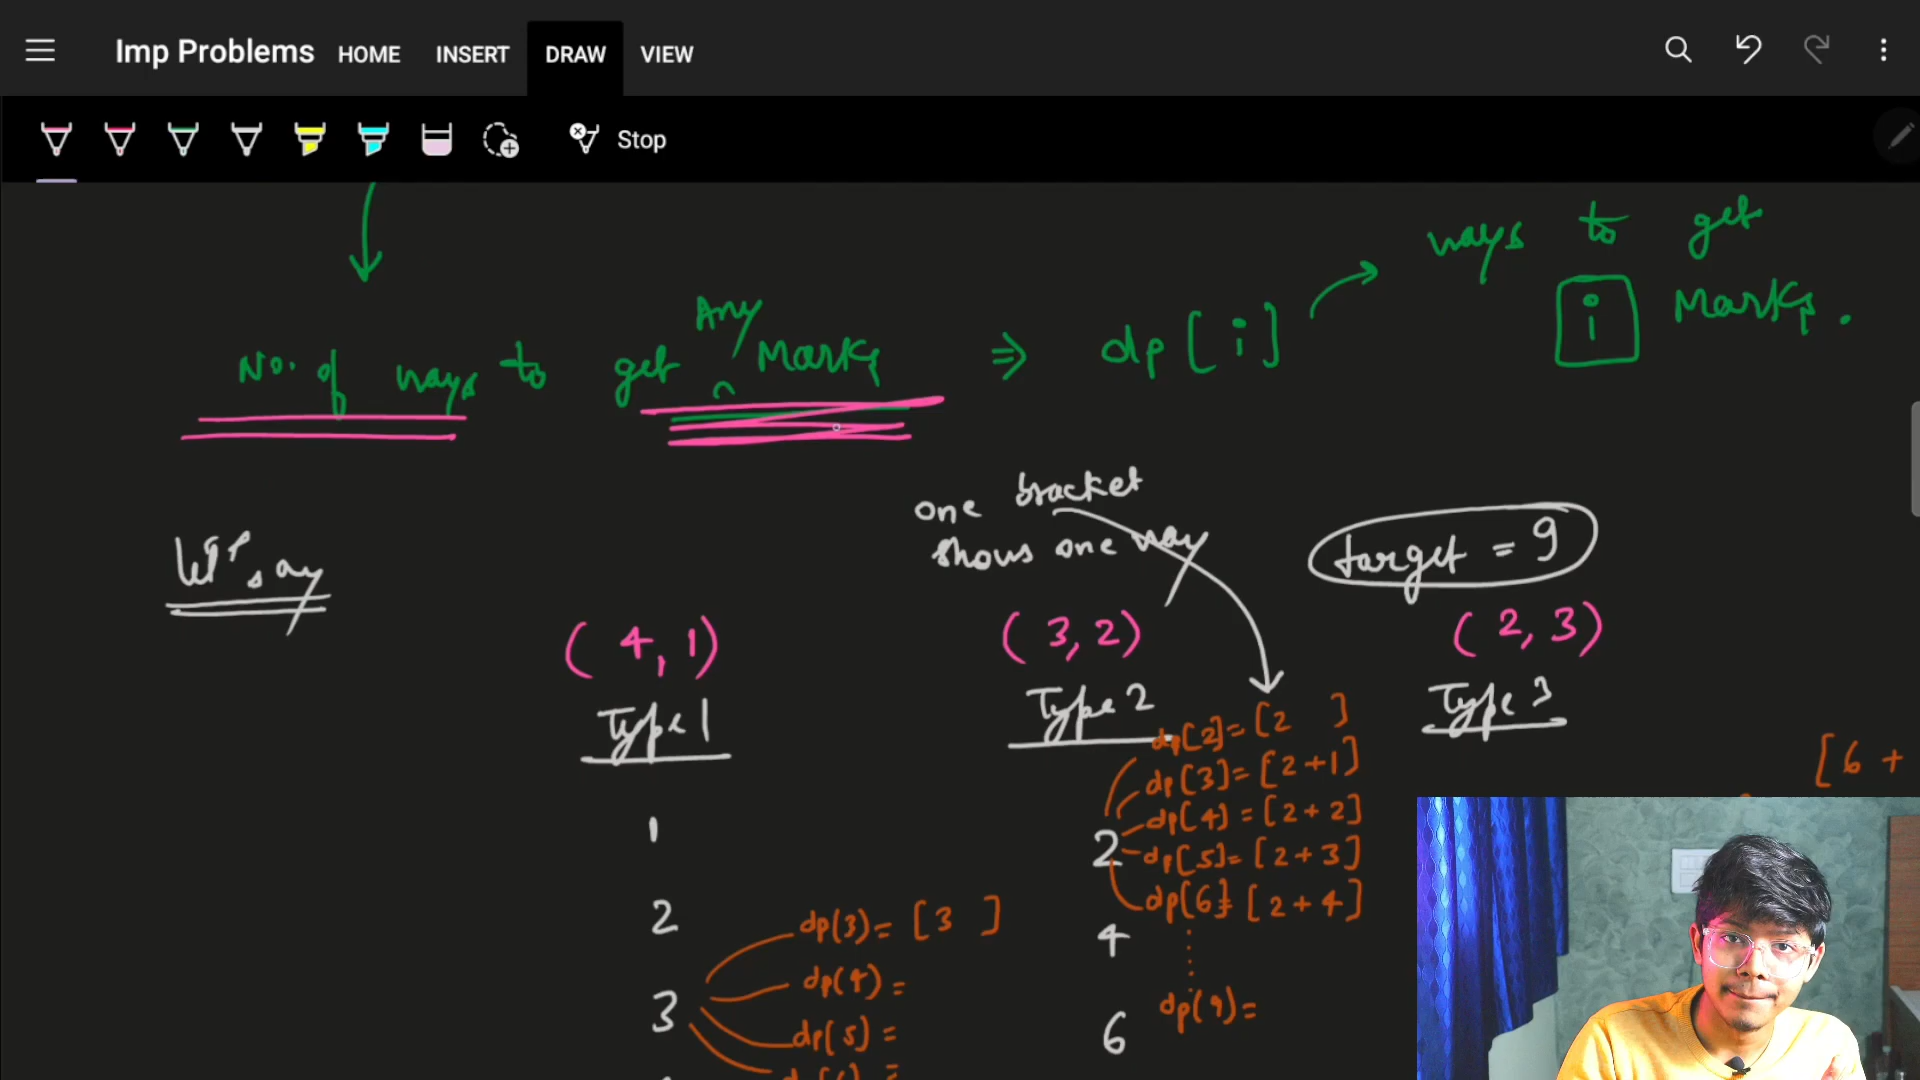 Imp Problems HOME INSERT DRAW VIEW
Stop
ways to get
i Marks.
Any
No. of ways to get ^ Marks ⇒ dp[i]
one bracket
shows one way
target = 9
Let's say
(4,1) (3,2) (2,3)
Type 1 Type 2 Type 3
dp[2]= [2 ]
dp[3]= [2+1]
[6 +
dp[4] = [2+2]
1
2 dp[5]= [2+3]
dp[6]= [2+4]
2
dp(3)= [3 ]
4
dp(4) =
3
dp(9)=
dp(5) =
6